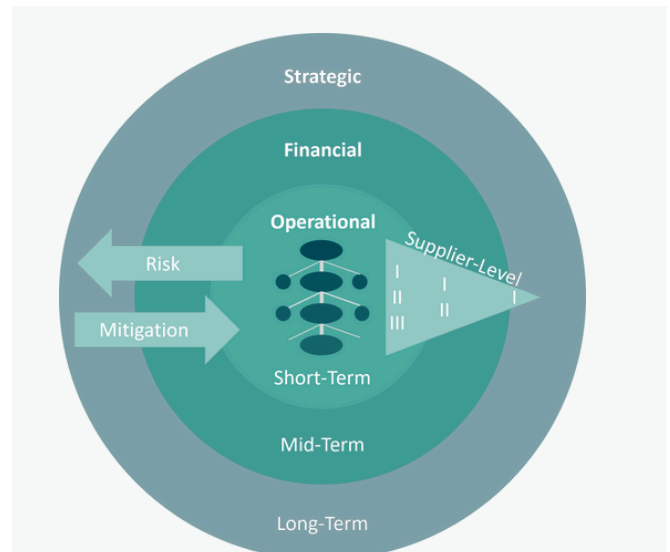 Strategic
Financial
Operational
Supplier-Level
Risk
Mitigation
I
II
III
I
II
I
Short-Term
Mid-Term
Long-Term